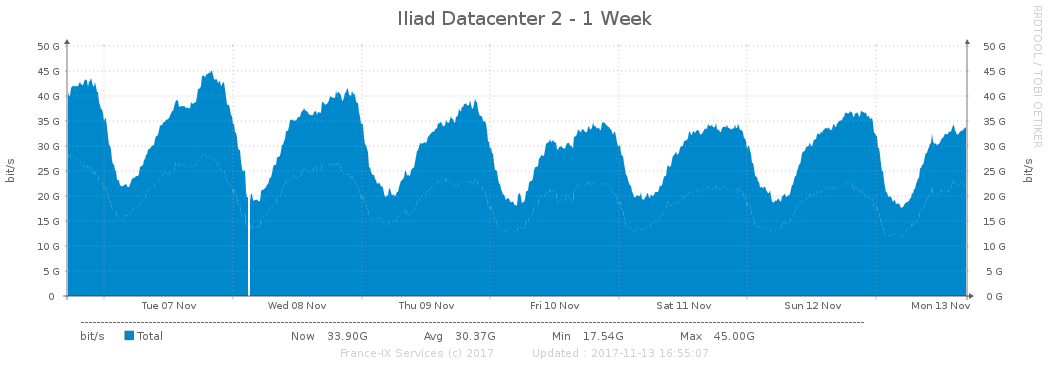 Iliad Datacenter 2 - 1 Week
RRDTOOL / TOBI OETIKER
bit/s
50 G 50 G
45 G 45 G
40 G 40 G
35 G 35 G
30 G 30 G
25 G 25 G
20 G 20 G
15 G 15 G
10 G 10 G
5 G 5 G
0 0 G
bit/s
Tue 07 Nov Wed 08 Nov Thu 09 Nov Fri 10 Nov Sat 11 Nov Sun 12 Nov Mon 13 Nov
bit/s Total Now 33.90G Avg 30.37G Min 17.54G Max 45.00G
France-IX Services (c) 2017 Updated : 2017-11-13 16:55:07